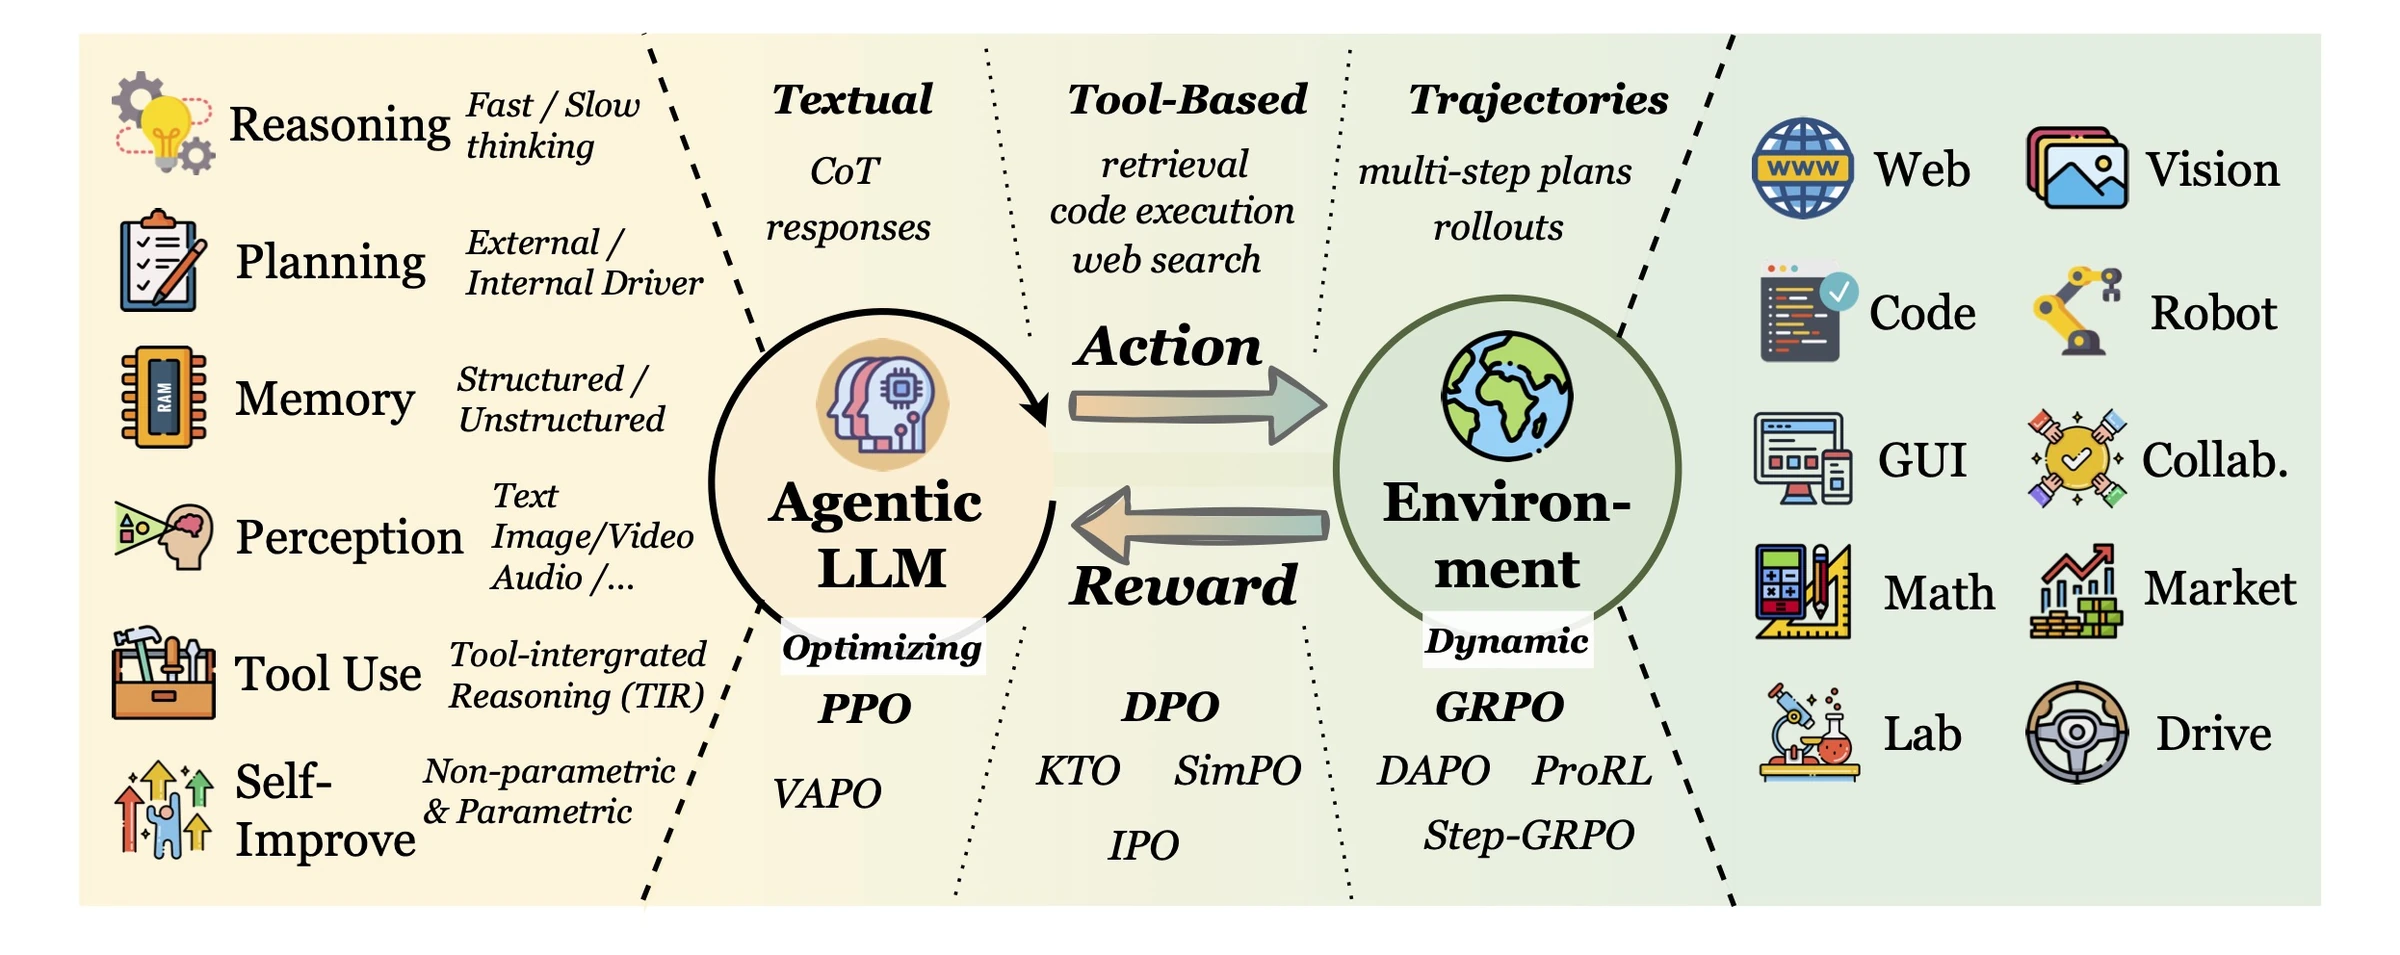 Reasoning
Fast / Slow
thinking
Planning
External /
Internal Driver
RAM
Memory
Structured /
Unstructured
Perception
Text
Image/Video
Audio /...
Tool Use
Tool-intergrated
Reasoning (TIR)
Self-
Improve
Non-parametric
& Parametric
Textual
CoT
responses
Tool-Based
retrieval
code execution
web search
Trajectories
multi-step plans
rollouts
Agentic
LLM
Optimizing
Action
Reward
Environ-
ment
Dynamic
PPO
VAPO
DPO
KTO SimPO
IPO
GRPO
DAPO ProRL
Step-GRPO
WWW
Web
Vision
Code
Robot
GUI
Collab.
Math
Market
Lab
Drive